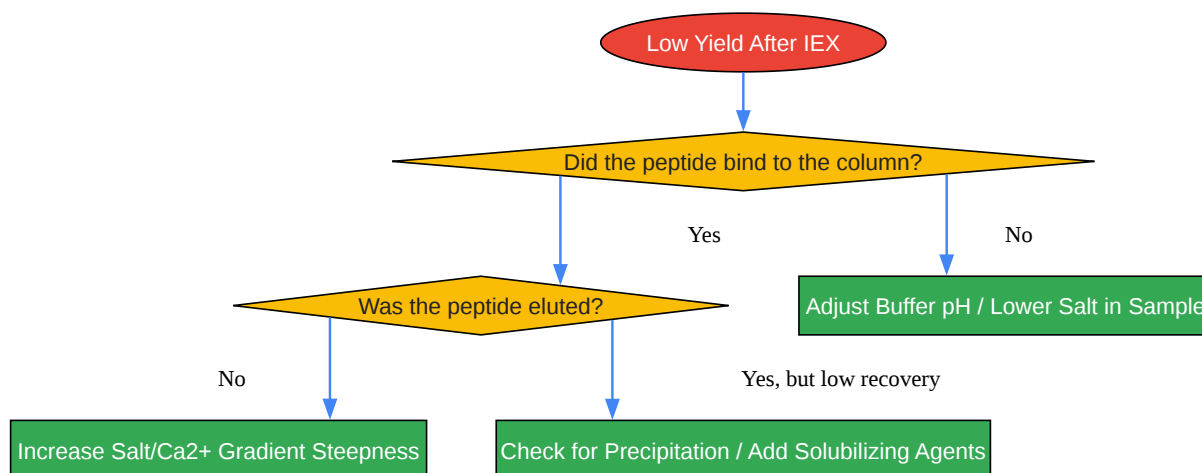 Low Yield After IEX
Did the peptide bind to the column?
Yes
No
Was the peptide eluted?
Adjust Buffer pH / Lower Salt in Sample
No
Yes, but low recovery
Increase Salt/Ca2+ Gradient Steepness
Check for Precipitation / Add Solubilizing Agents